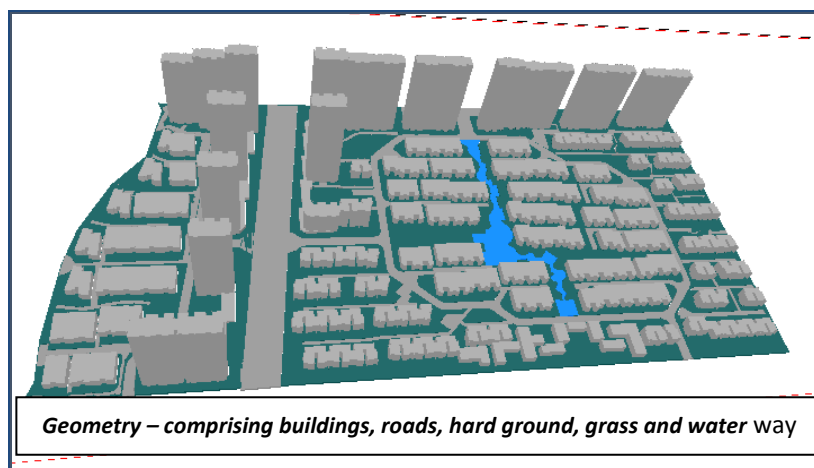 Geometry – comprising buildings, roads, hard ground, grass and water way